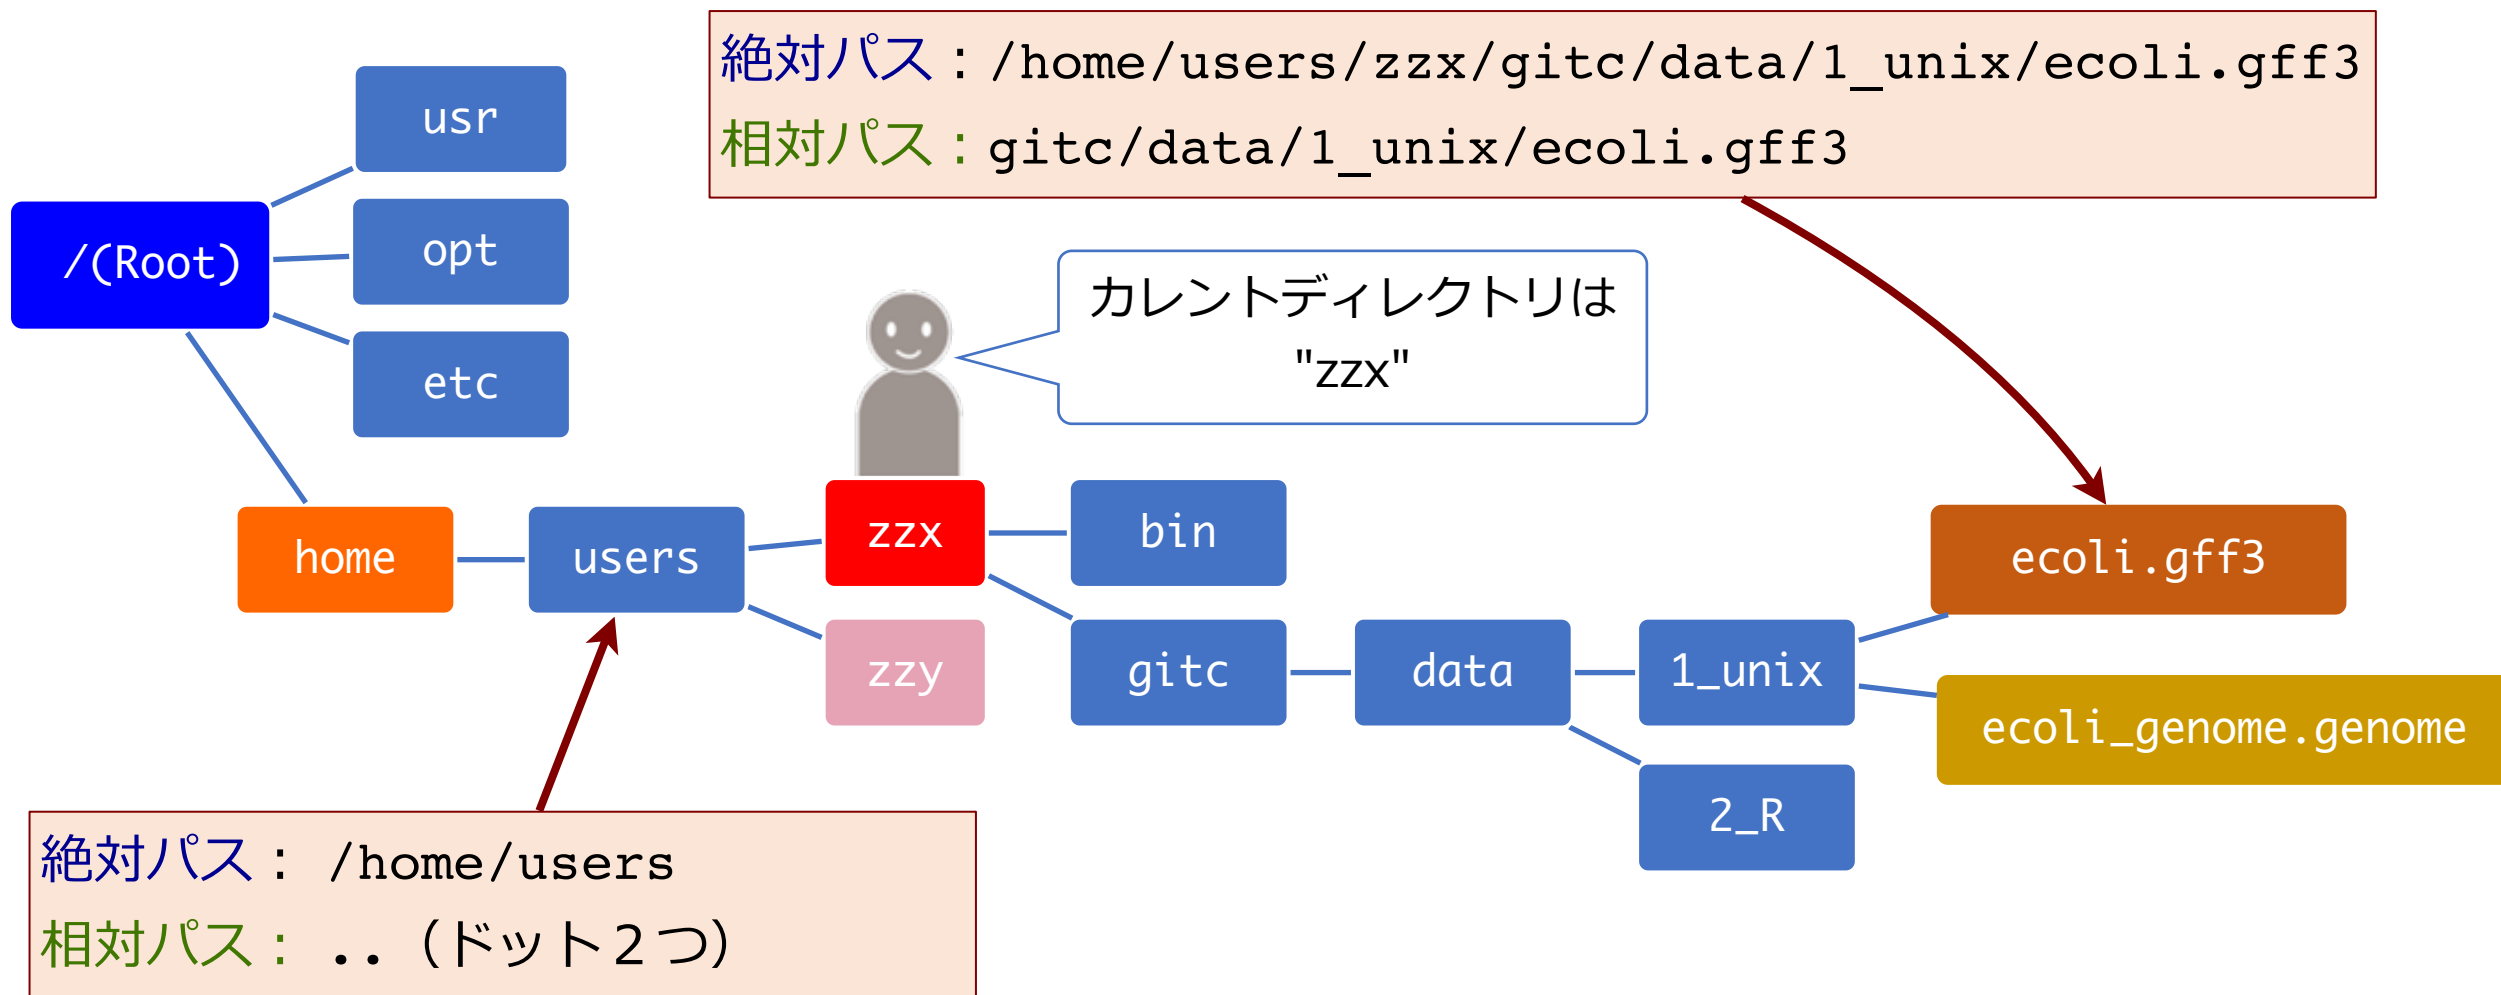 絶対パス：/home/users/zzx/gitc/data/1_unix/ecoli.gff3
相対パス：gitc/data/1_unix/ecoli.gff3
usr
/(Root)
opt
etc
カレントディレクトリは
"zzx"
home
users
zzx
bin
ecoli.gff3
zzy
gitc
data
1_unix
ecoli_genome.genome
2_R
絶対パス： /home/users
相対パス： ..（ドット２つ）